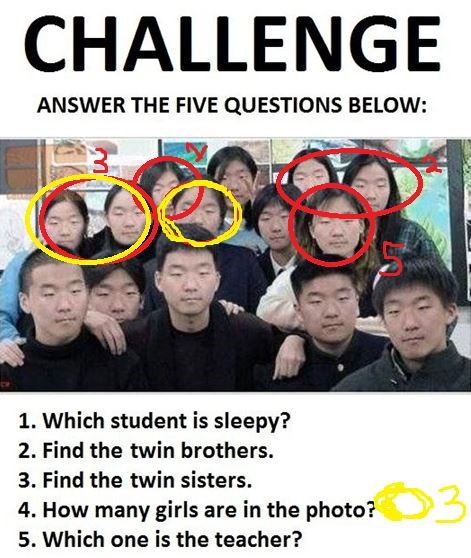 CHALLENGE
ANSWER THE FIVE QUESTIONS BELOW:
3
2
5
1. Which student is sleepy?
2. Find the twin brothers.
3. Find the twin sisters.
4. How many girls are in the photo? 3
5. Which one is the teacher?